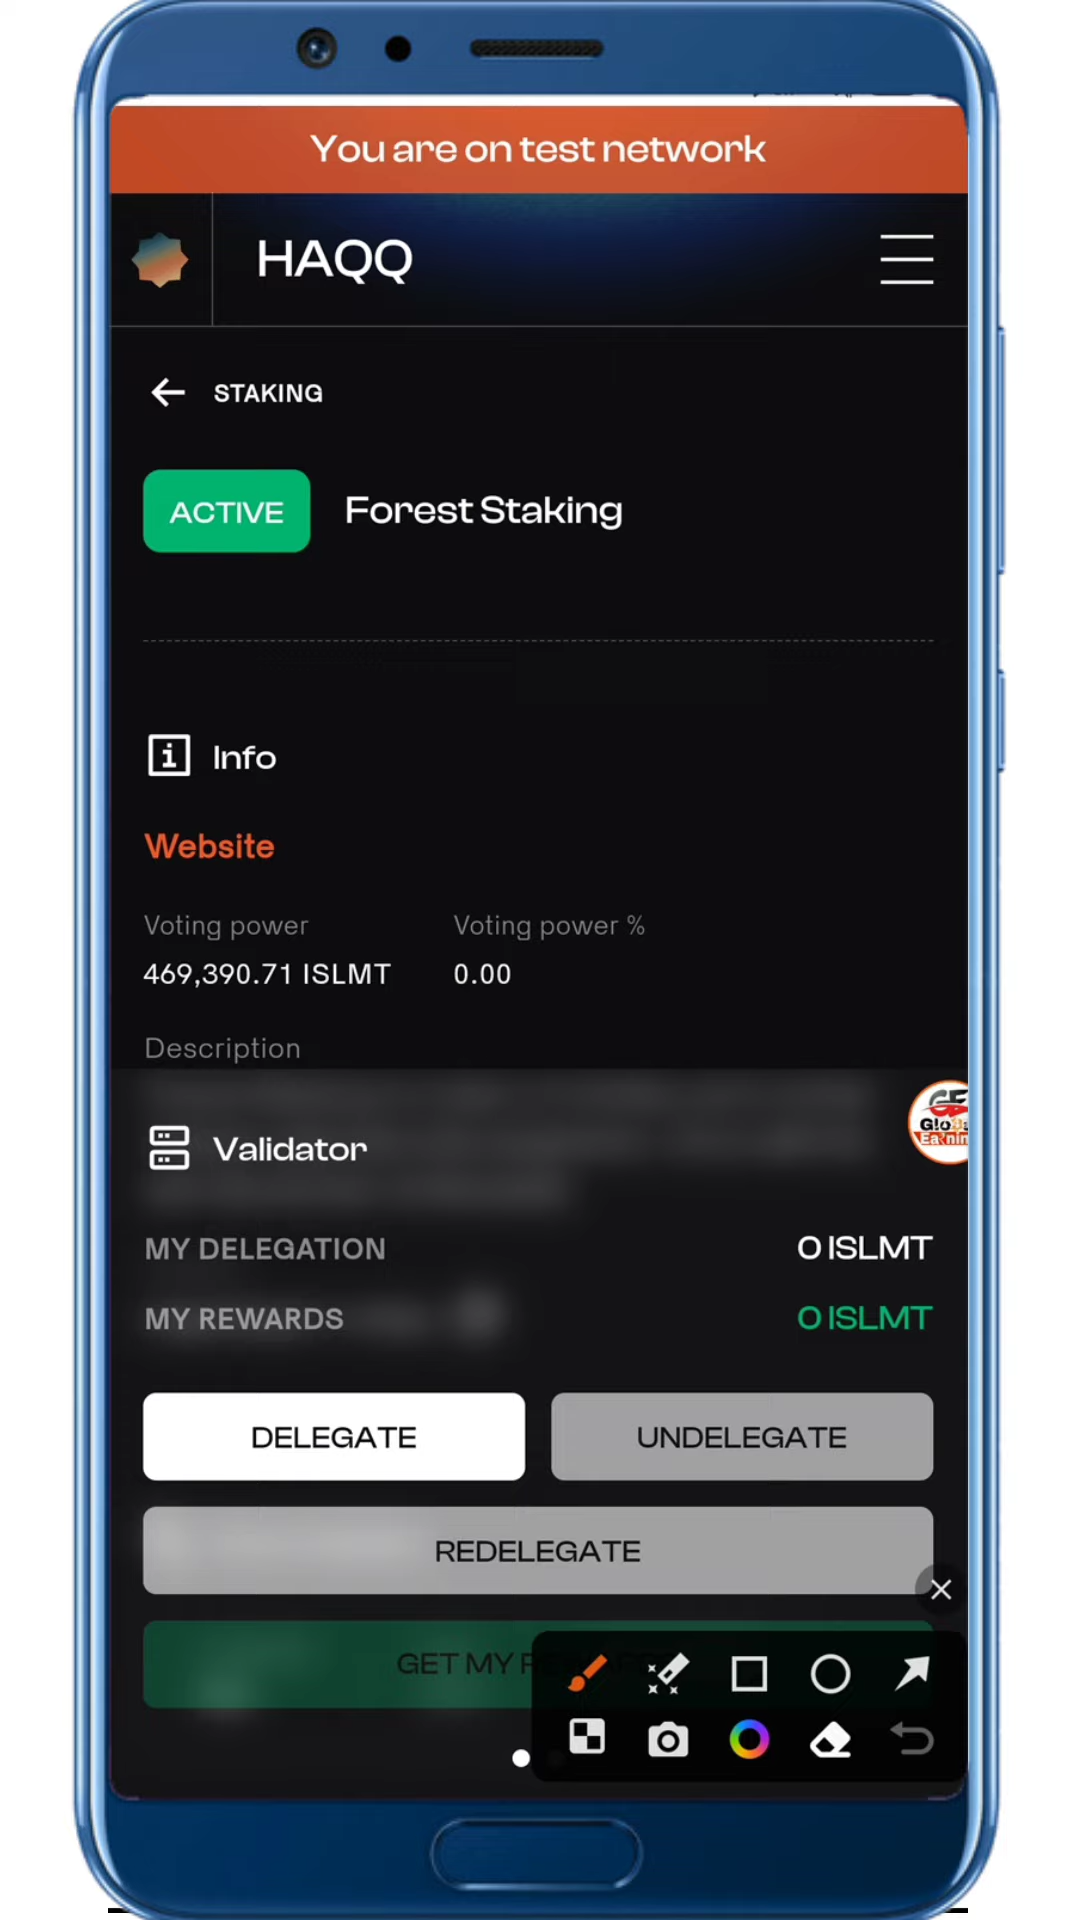 You are on test network
HAQQ
STAKING
ACTIVE Forest Staking
Info
Website
Voting power Voting power %
469,390.71 ISLMT 0.00
Description
Validator
MY DELEGATION 0 ISLMT
MY REWARDS 0 ISLMT
DELEGATE UNDELEGATE
REDELEGATE
GET MY